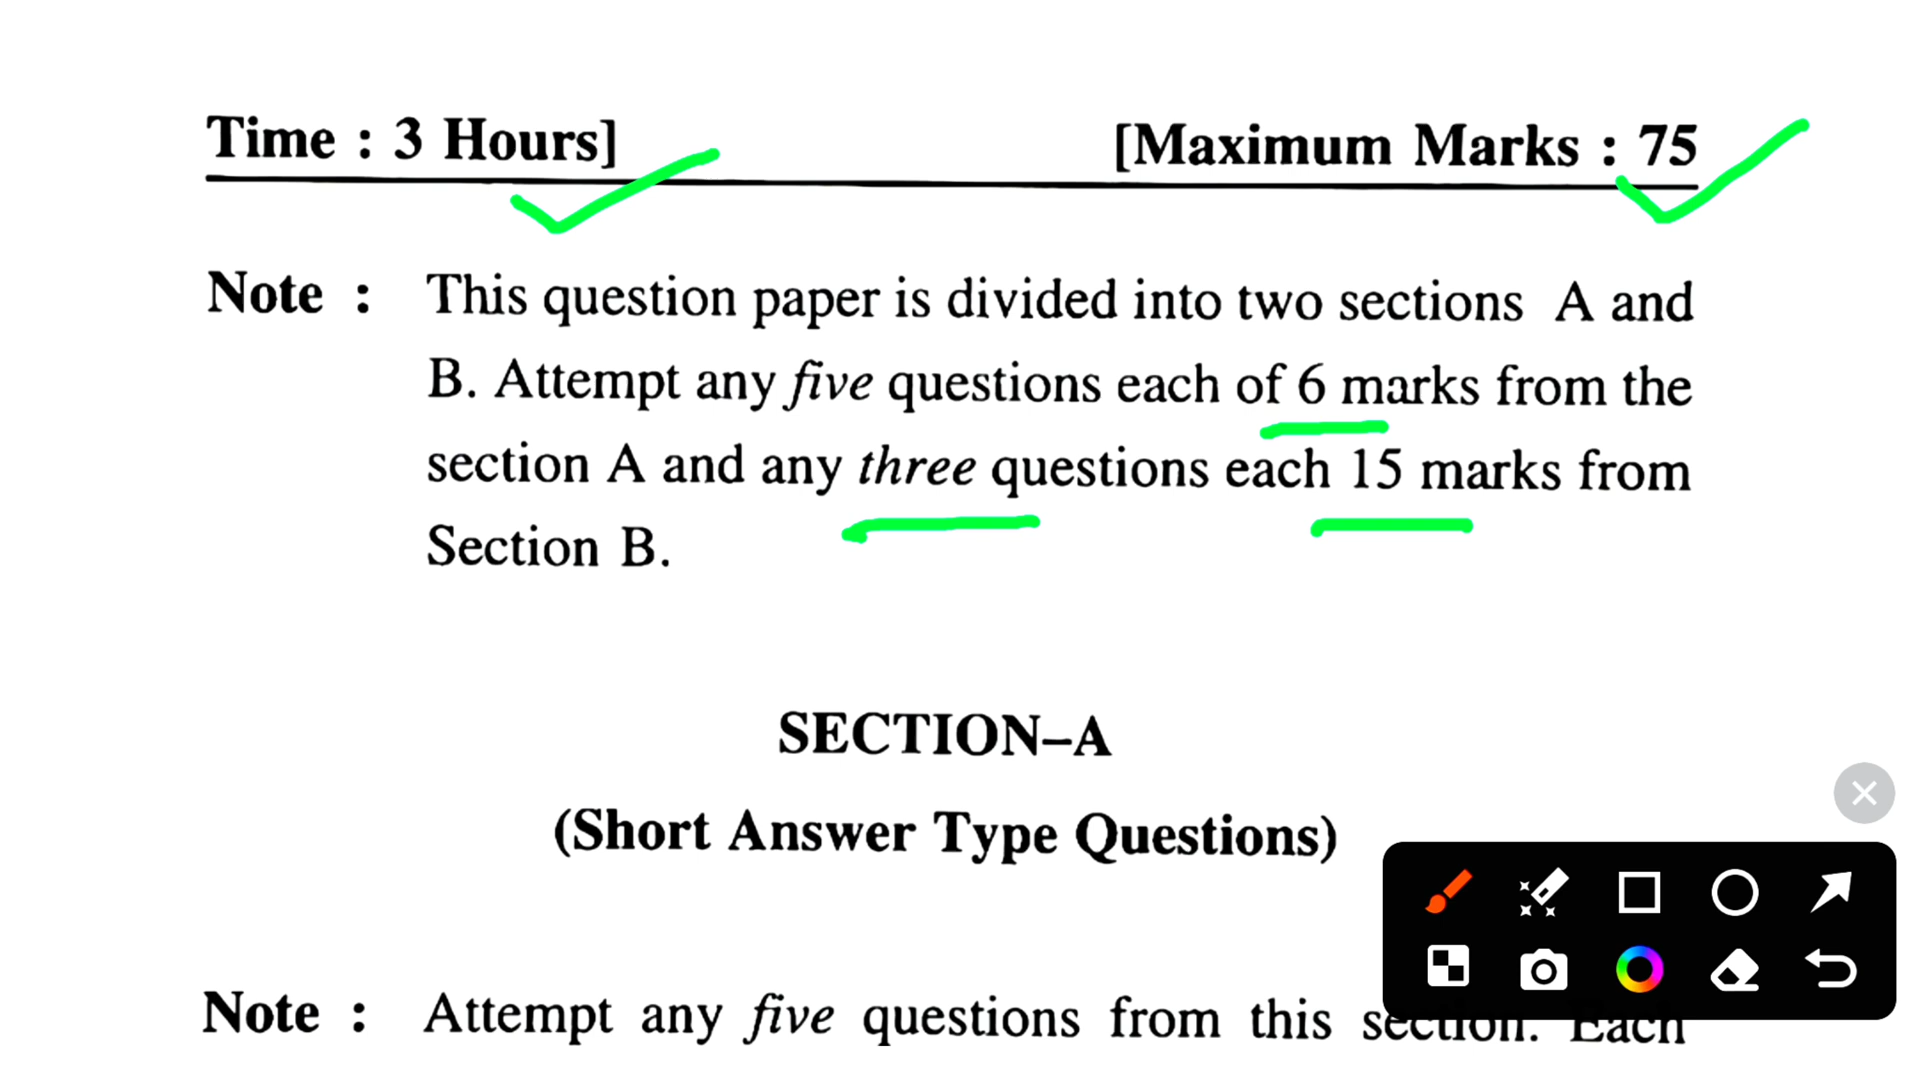 Time : 3 Hours]
[Maximum Marks : 75
Note : This question paper is divided into two sections A and
B. Attempt any five questions each of 6 marks from the
section A and any three questions each 15 marks from
Section B.
SECTION–A
(Short Answer Type Questions)
Note : Attempt any five questions from this section. Each